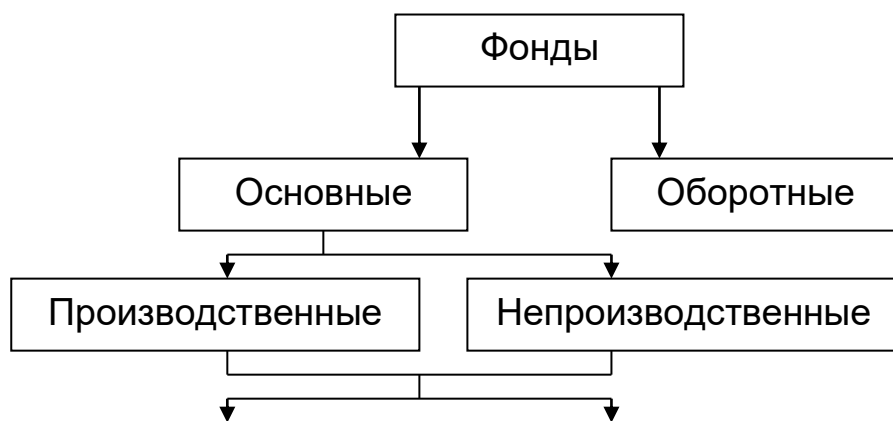 Фонды
Основные
Оборотные
Производственные
Непроизводственные